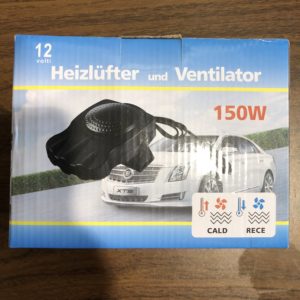 12
volt
Heizlüfter und Ventilator
150W
XTS
CALD RECE